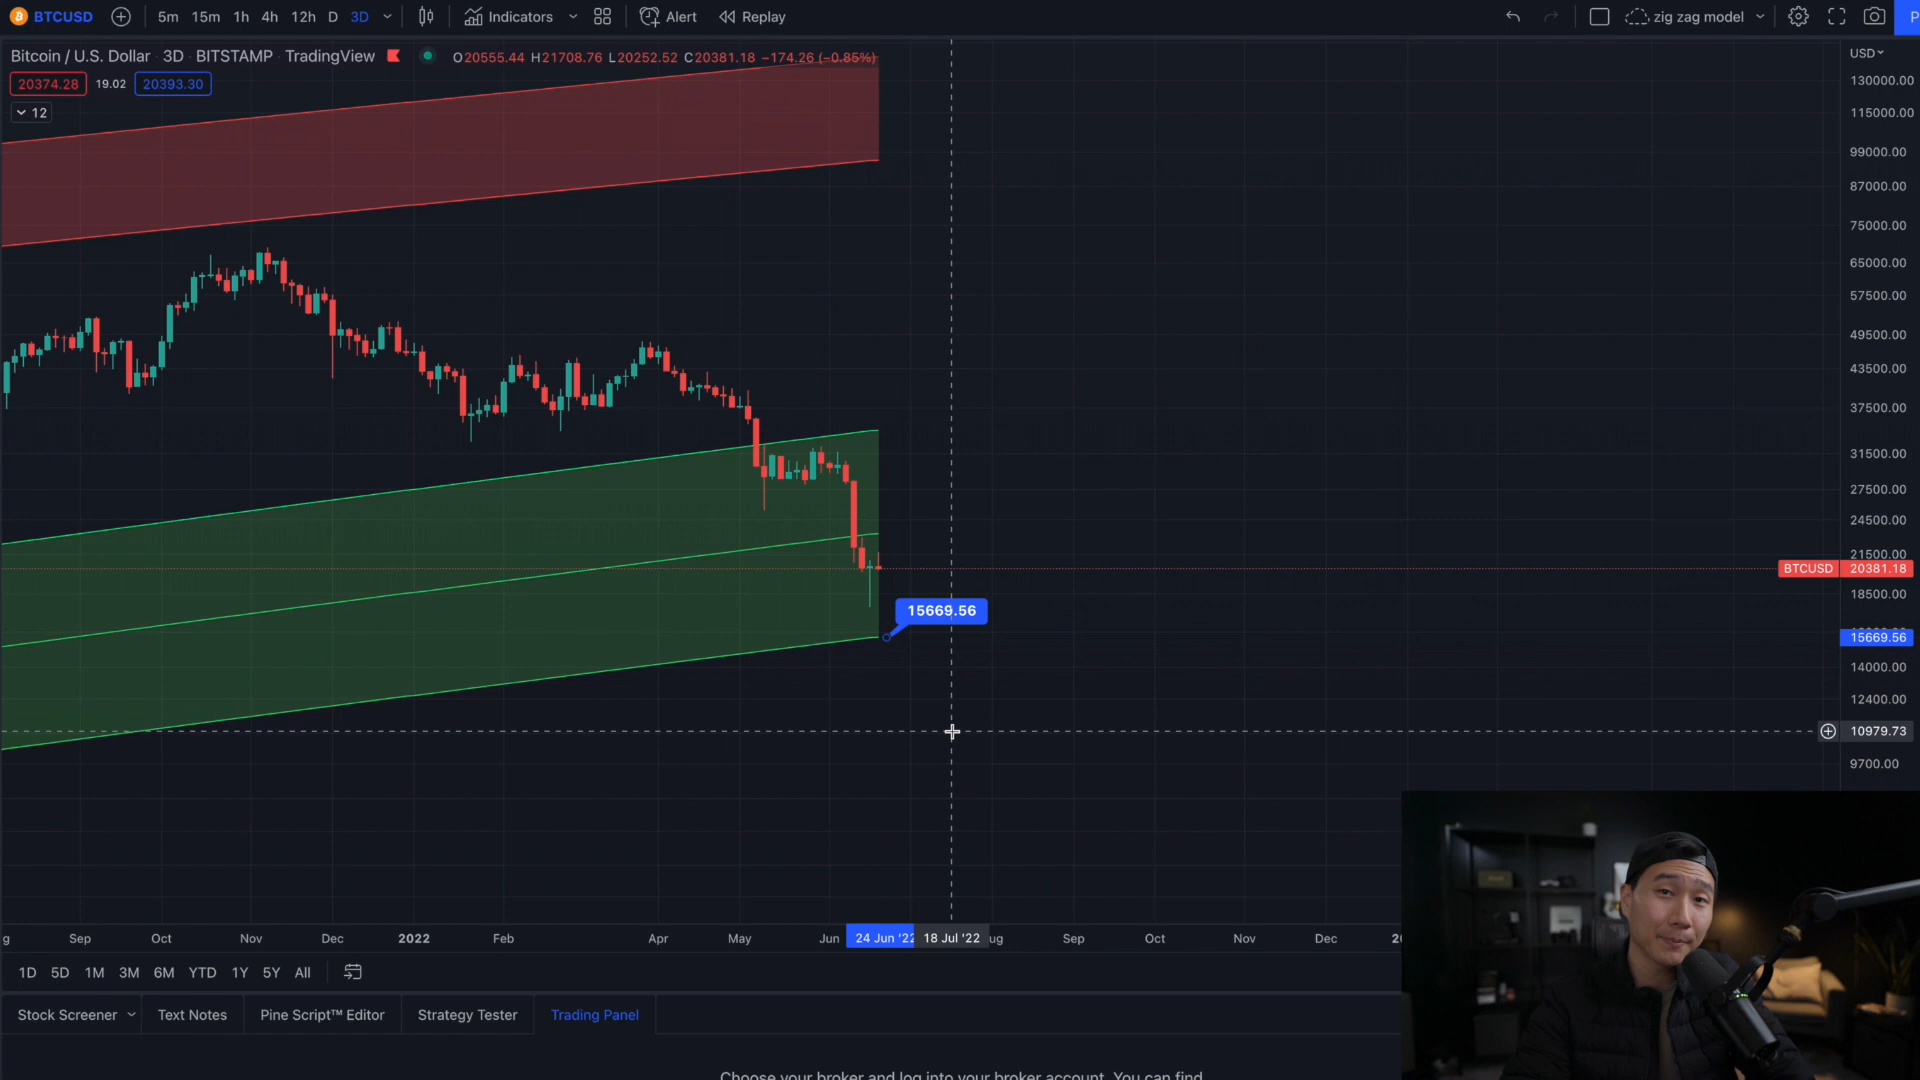 BTCUSD 5m 15m 1h 4h 12h D 3D Indicators Alert Replay zig zag model P
Bitcoin / U.S. Dollar 3D BITSTAMP TradingView O20555.44 H21708.76 L20252.52 C20381.18 −174.26 (−0.85%) USD
20374.28 19.02 20393.30
12
130000.00
115000.00
99000.00
87000.00
75000.00
65000.00
57500.00
49500.00
43500.00
37500.00
31500.00
27500.00
24500.00
21500.00
BTCUSD 20381.18
18500.00
15669.56
15669.56
14000.00
12400.00
10979.73
9700.00
g Sep Oct Nov Dec 2022 Feb Apr May Jun 24 Jun '22 18 Jul '22 ug Sep Oct Nov Dec 20
1D 5D 1M 3M 6M YTD 1Y 5Y All
Stock Screener Text Notes Pine Script™ Editor Strategy Tester Trading Panel
Choose your broker and log into your broker account. You can find